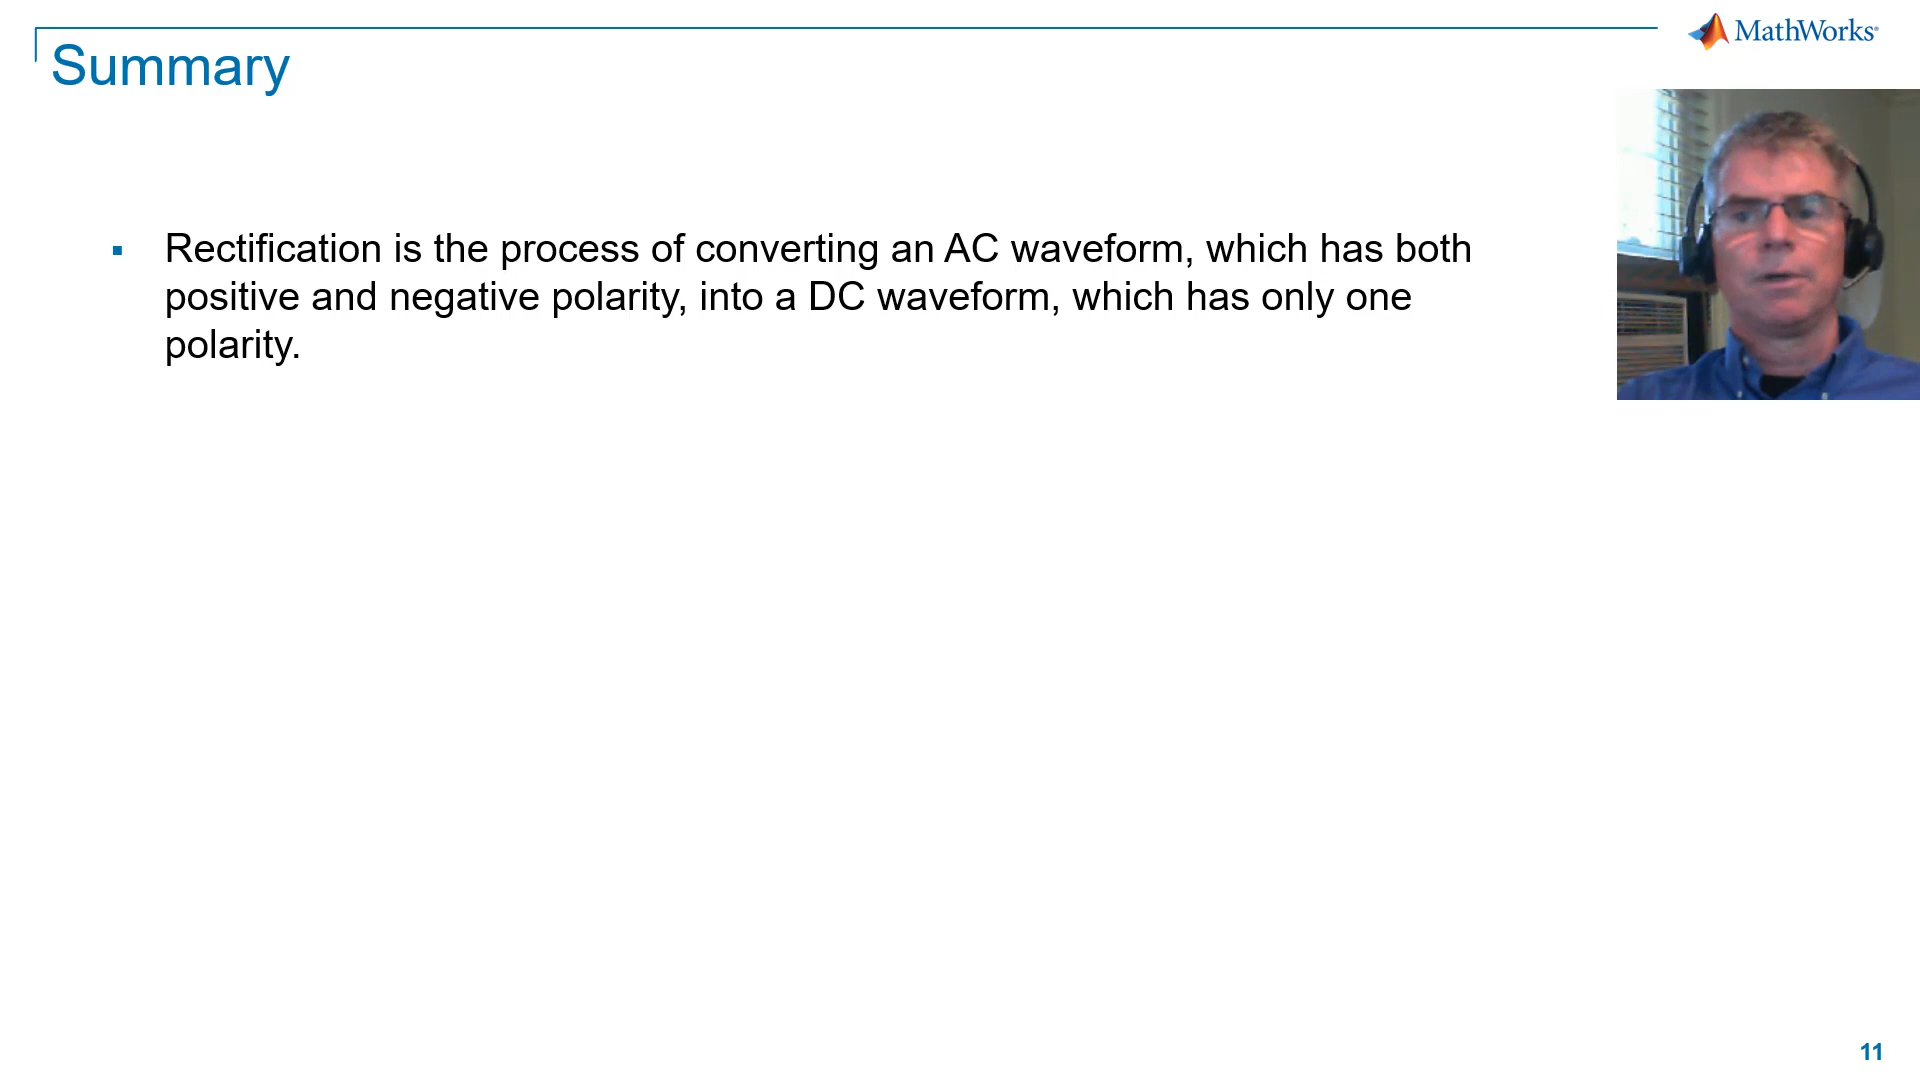 Summary
MathWorks®
▪ Rectification is the process of converting an AC waveform, which has both
positive and negative polarity, into a DC waveform, which has only one
polarity.
11